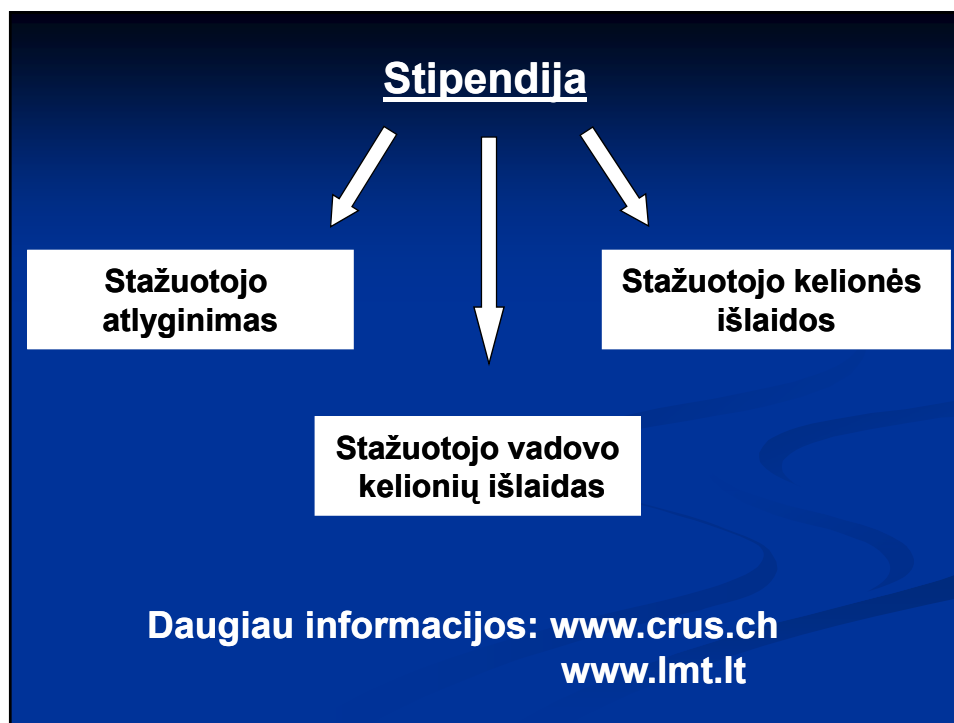 Stipendija
Stažuotojo
atlyginimas
Stažuotojo kelionės
išlaidos
Stažuotojo vadovo
kelionių išlaidas
Daugiau informacijos: www.crus.ch
www.lmt.lt